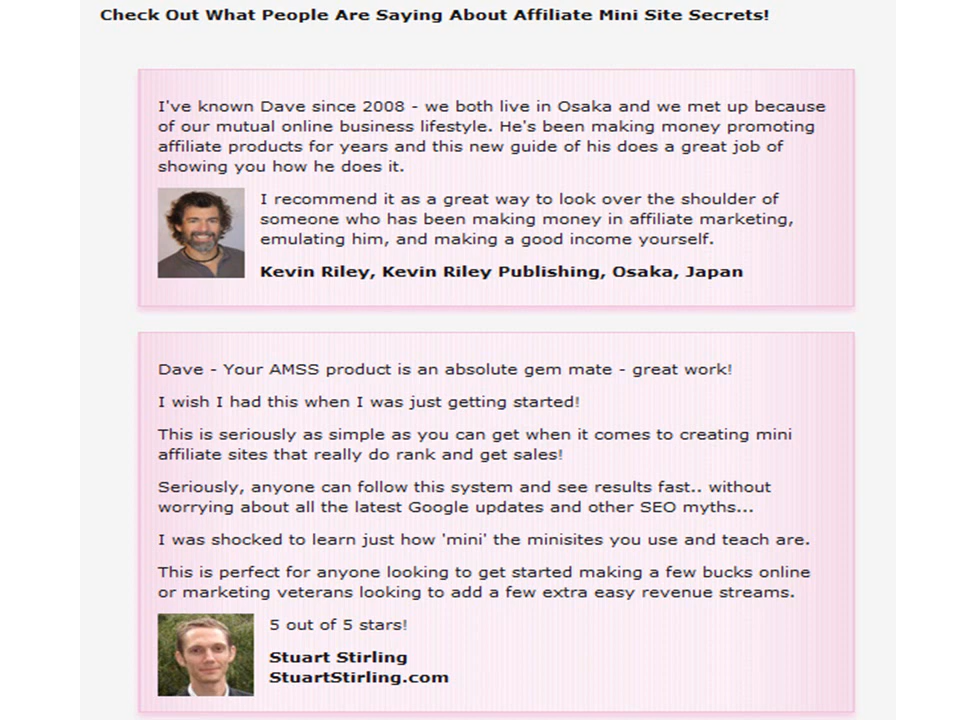 Check Out What People Are Saying About Affiliate Mini Site Secrets!
I've known Dave since 2008 - we both live in Osaka and we met up because
of our mutual online business lifestyle. He's been making money promoting
affiliate products for years and this new guide of his does a great job of
showing you how he does it.
I recommend it as a great way to look over the shoulder of
someone who has been making money in affiliate marketing,
emulating him, and making a good income yourself.
Kevin Riley, Kevin Riley Publishing, Osaka, Japan
Dave - Your AMSS product is an absolute gem mate - great work!
I wish I had this when I was just getting started!
This is seriously as simple as you can get when it comes to creating mini
affiliate sites that really do rank and get sales!
Seriously, anyone can follow this system and see results fast.. without
worrying about all the latest Google updates and other SEO myths...
I was shocked to learn just how 'mini' the minisites you use and teach are.
This is perfect for anyone looking to get started making a few bucks online
or marketing veterans looking to add a few extra easy revenue streams.
5 out of 5 stars!
Stuart Stirling
StuartStirling.com